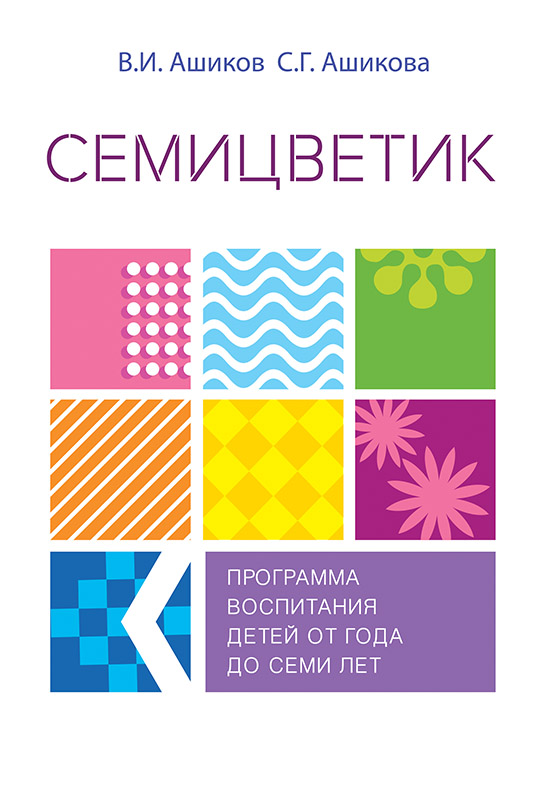 В.И. Ашиков С.Г. Ашикова
СЕМИЦВЕТИК
ПРОГРАММА
ВОСПИТАНИЯ
ДЕТЕЙ ОТ ГОДА
ДО СЕМИ ЛЕТ